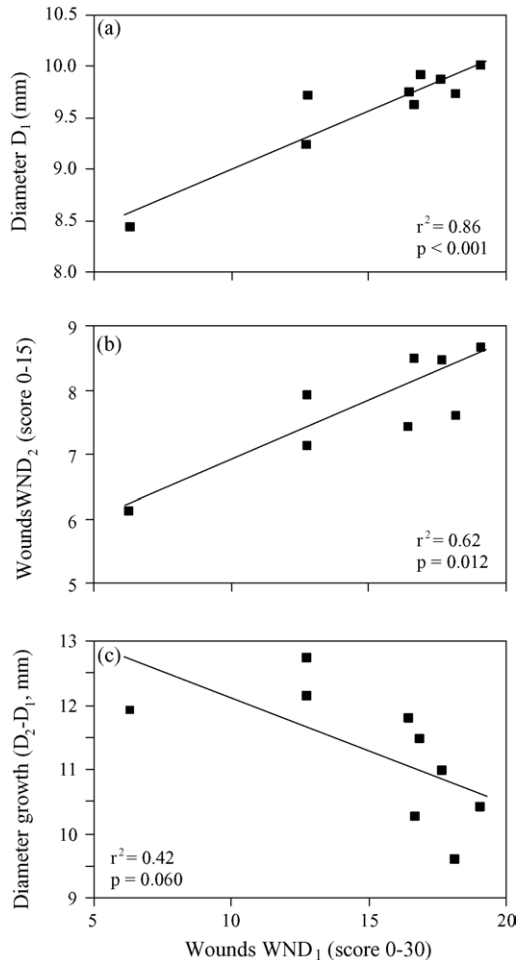 10.5
(a)
10.0
9.5
9.0
8.5
8.0
Diameter D₁ (mm)
r² = 0.86
p < 0.001
9
(b)
8
7
6
5
WoundsWND₂ (score 0-15)
r² = 0.62
p = 0.012
13
(c)
12
11
10
9
Diameter growth (D₂-D₁, mm)
r² = 0.42
p = 0.060
5
10
15
20
Wounds WND₁ (score 0-30)